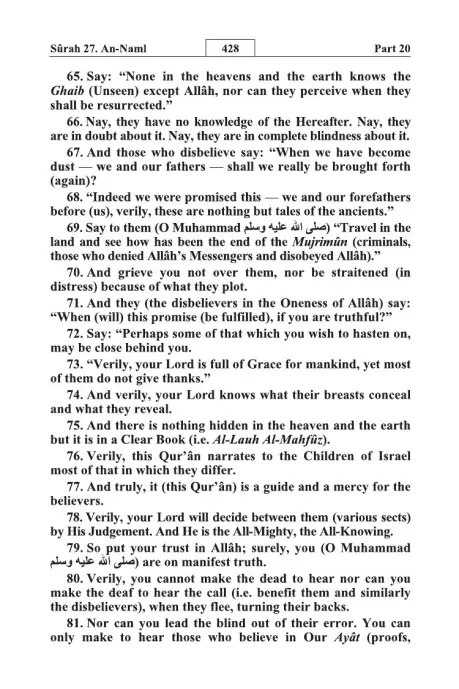 Sûrah 27. An-Naml 428 Part 20
65. Say: “None in the heavens and the earth knows the
Ghaib (Unseen) except Allâh, nor can they perceive when they
shall be resurrected.”
66. Nay, they have no knowledge of the Hereafter. Nay, they
are in doubt about it. Nay, they are in complete blindness about it.
67. And those who disbelieve say: “When we have become
dust — we and our fathers — shall we really be brought forth
(again)?
68. “Indeed we were promised this — we and our forefathers
before (us), verily, these are nothing but tales of the ancients.”
69. Say to them (O Muhammad صلى الله عليه وسلم) “Travel in the
land and see how has been the end of the Mujrimûn (criminals,
those who denied Allâh’s Messengers and disobeyed Allâh).”
70. And grieve you not over them, nor be straitened (in
distress) because of what they plot.
71. And they (the disbelievers in the Oneness of Allâh) say:
“When (will) this promise (be fulfilled), if you are truthful?”
72. Say: “Perhaps some of that which you wish to hasten on,
may be close behind you.
73. “Verily, your Lord is full of Grace for mankind, yet most
of them do not give thanks.”
74. And verily, your Lord knows what their breasts conceal
and what they reveal.
75. And there is nothing hidden in the heaven and the earth
but it is in a Clear Book (i.e. Al-Lauh Al-Mahfûz).
76. Verily, this Qur’ân narrates to the Children of Israel
most of that in which they differ.
77. And truly, it (this Qur’ân) is a guide and a mercy for the
believers.
78. Verily, your Lord will decide between them (various sects)
by His Judgement. And He is the All-Mighty, the All-Knowing.
79. So put your trust in Allâh; surely, you (O Muhammad
صلى الله عليه وسلم) are on manifest truth.
80. Verily, you cannot make the dead to hear nor can you
make the deaf to hear the call (i.e. benefit them and similarly
the disbelievers), when they flee, turning their backs.
81. Nor can you lead the blind out of their error. You can
only make to hear those who believe in Our Ayât (proofs,